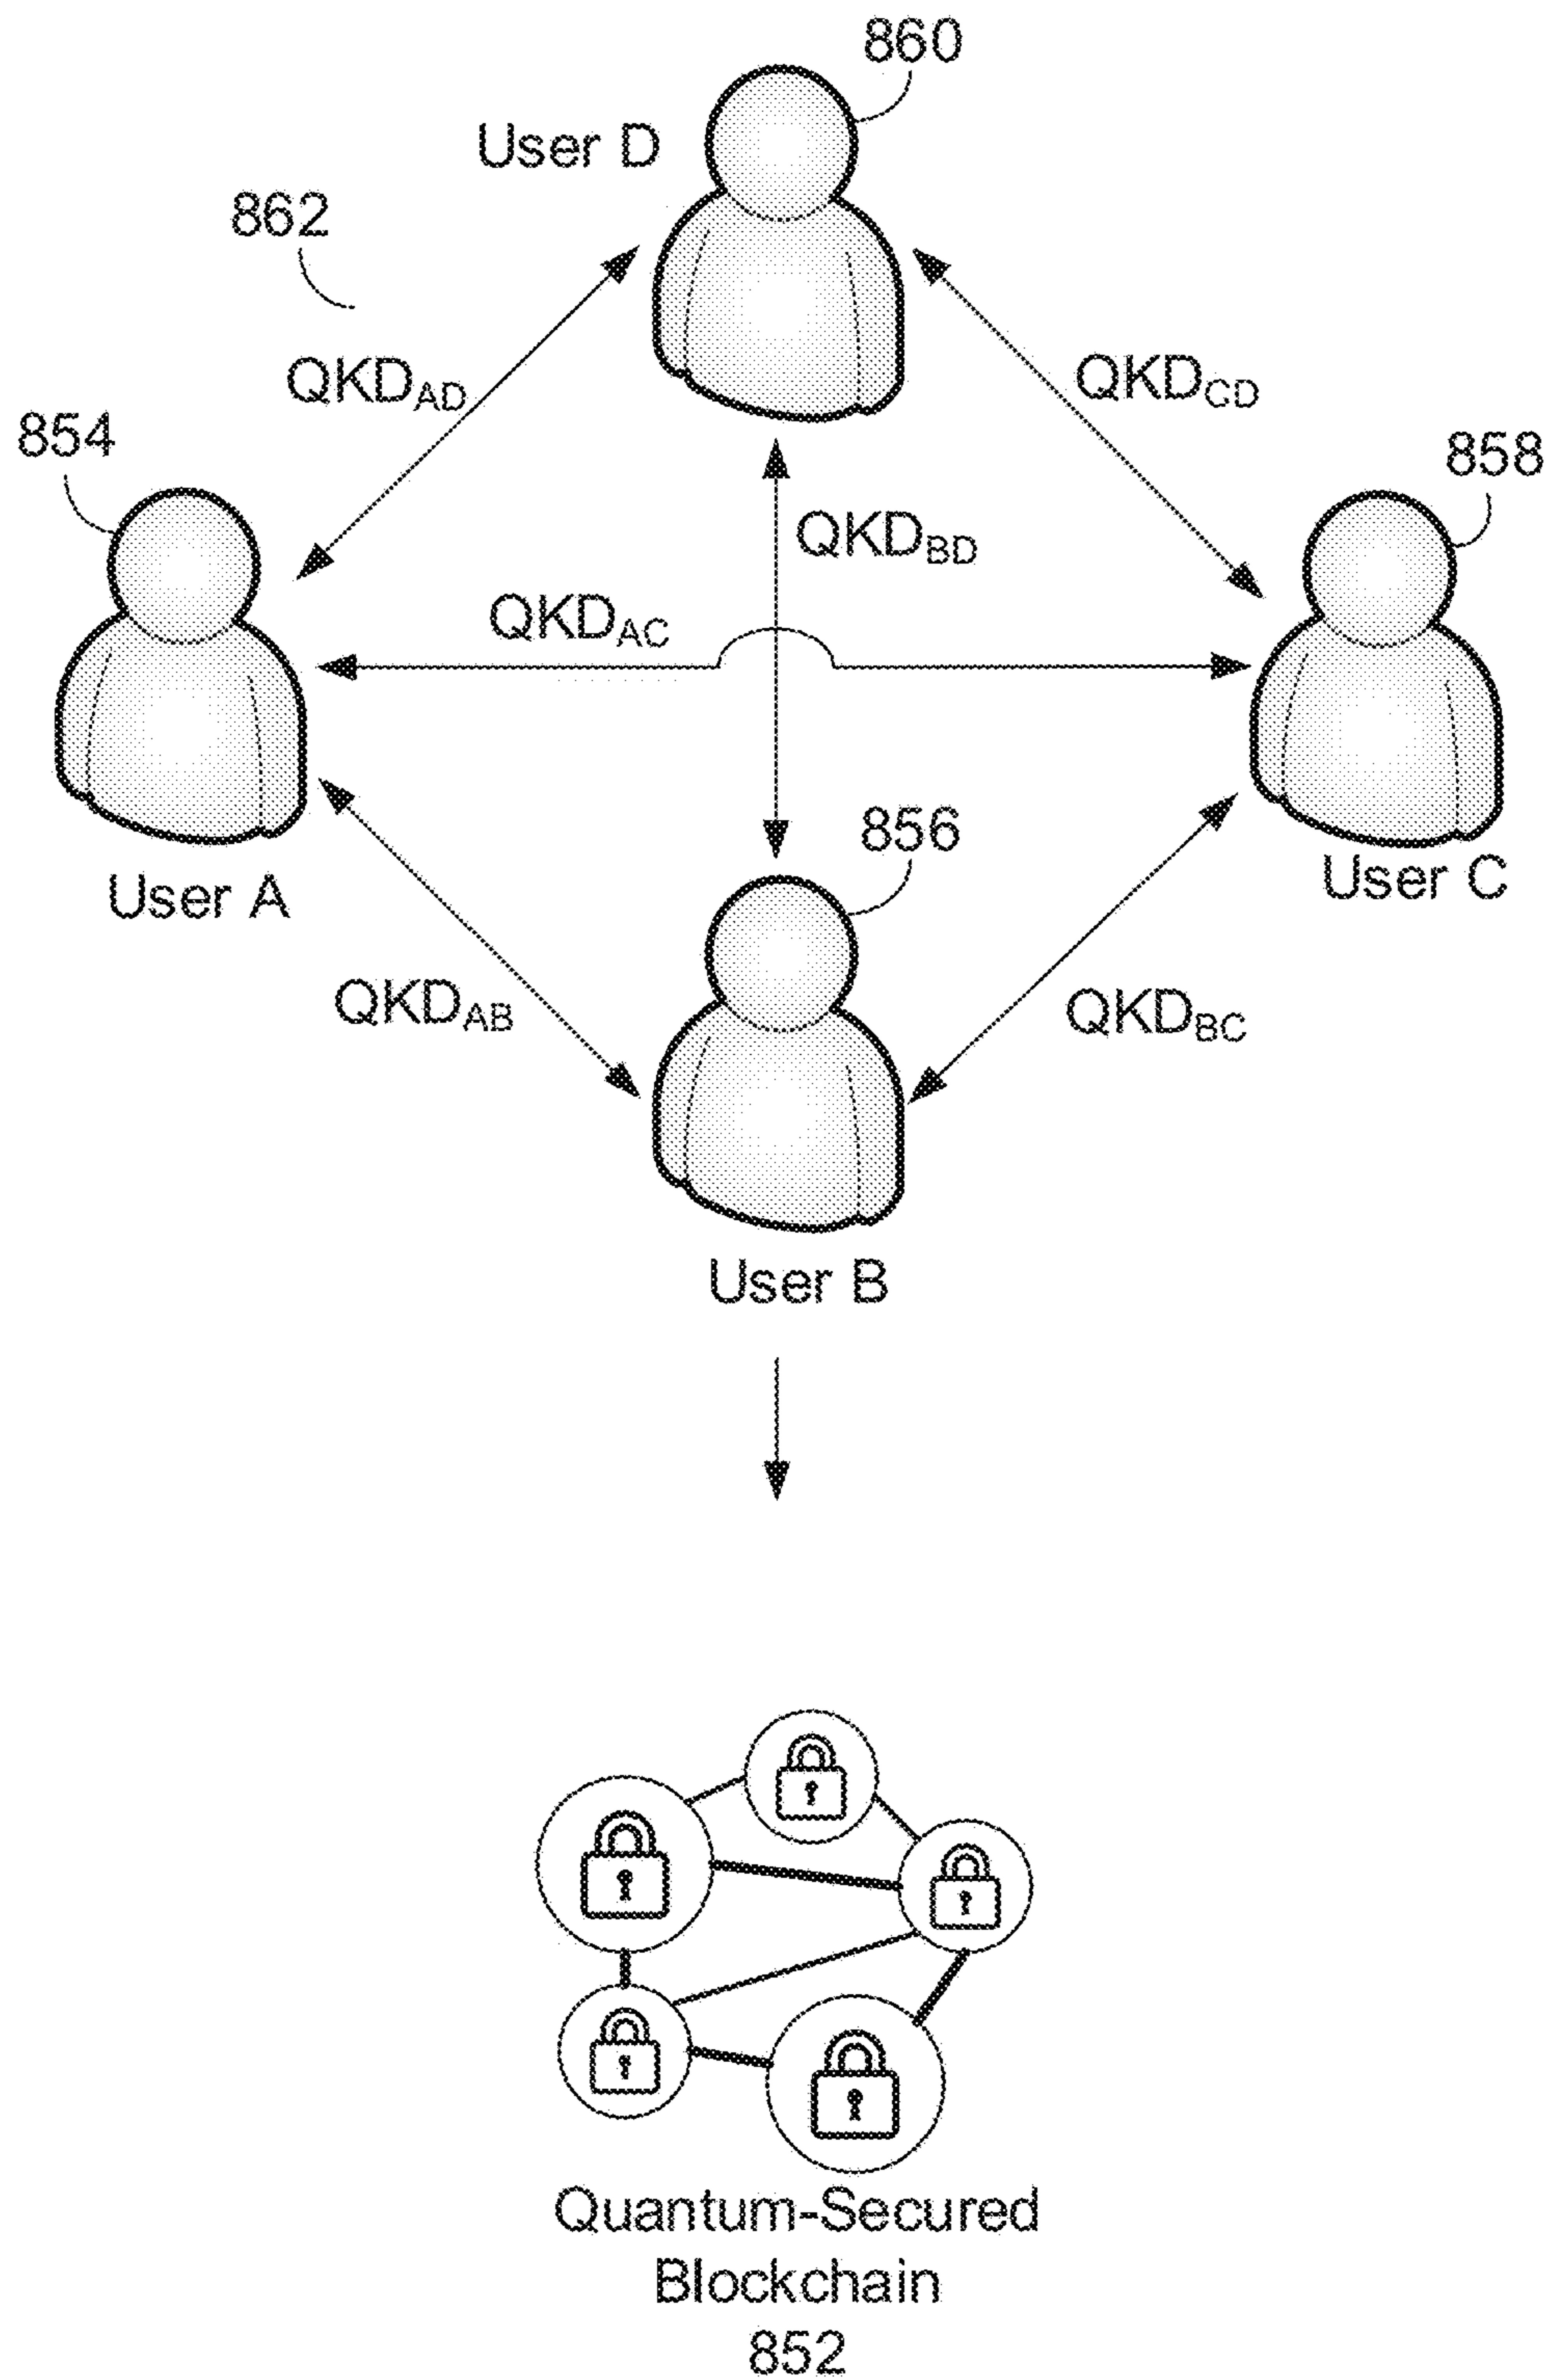 860
User D
862
QKDAD
QKDCD
854
858
QKDBD
QKDAC
856
User A
User C
QKDAB
QKDBC
User B
Quantum-Secured
Blockchain
852